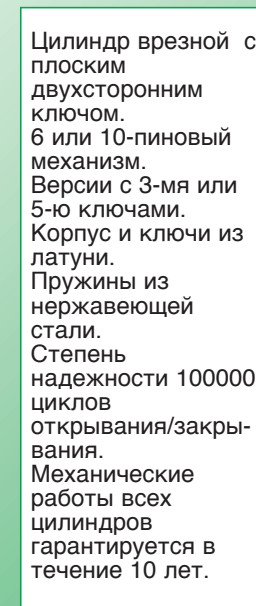 Цилиндр врезной с
плоским
двухсторонним
ключом.
6 или 10-пиновый
механизм.
Версии с 3-мя или
5-ю ключами.
Корпус и ключи из
латуни.
Пружины из
нержавеющей
стали.
Степень
надежности 100000
циклов
открывания/закры-
вания.
Механические
работы всех
цилиндров
гарантируется в
течение 10 лет.